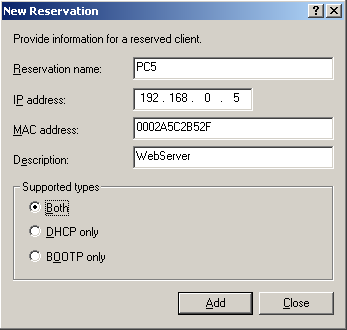 New Reservation
Provide information for a reserved client.
Reservation name: PC5
IP address: 192 . 168 . 0 . 5
MAC address: 0002A5C2B52F
Description: WebServer
Supported types
Both
DHCP only
BOOTP only
Add Close